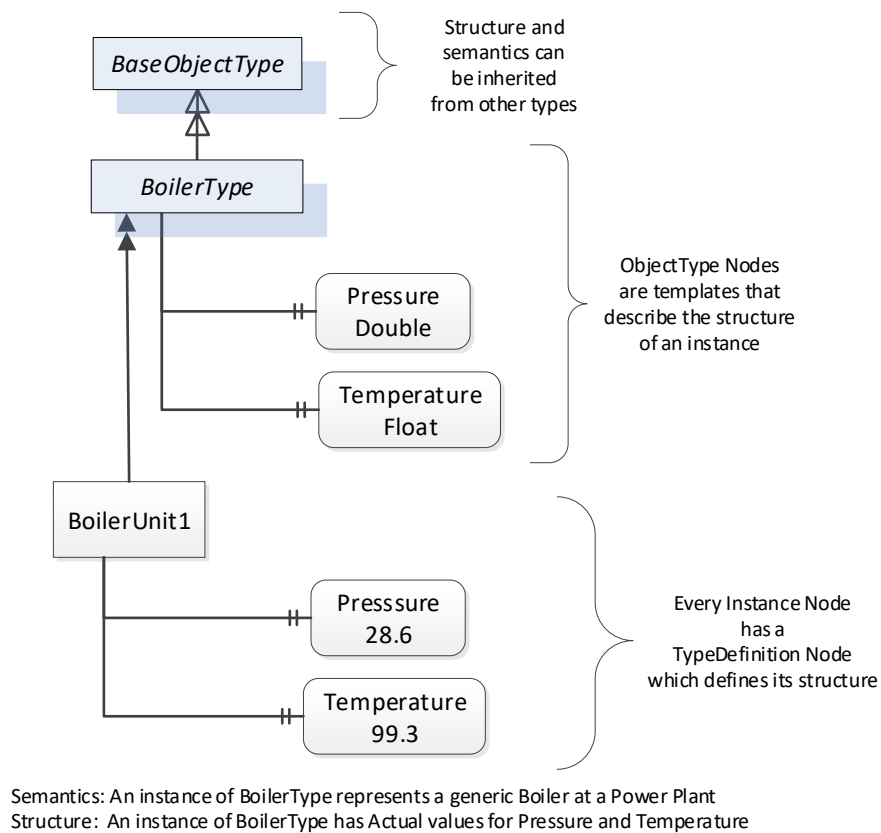 BaseObjectType
Structure and
semantics can
be inherited
from other types
BoilerType
Pressure
Double
Temperature
Float
ObjectType Nodes
are templates that
describe the structure
of an instance
BoilerUnit1
Presssure
28.6
Temperature
99.3
Every Instance Node
has a
TypeDefinition Node
which defines its structure
Semantics: An instance of BoilerType represents a generic Boiler at a Power Plant
Structure: An instance of BoilerType has Actual values for Pressure and Temperature